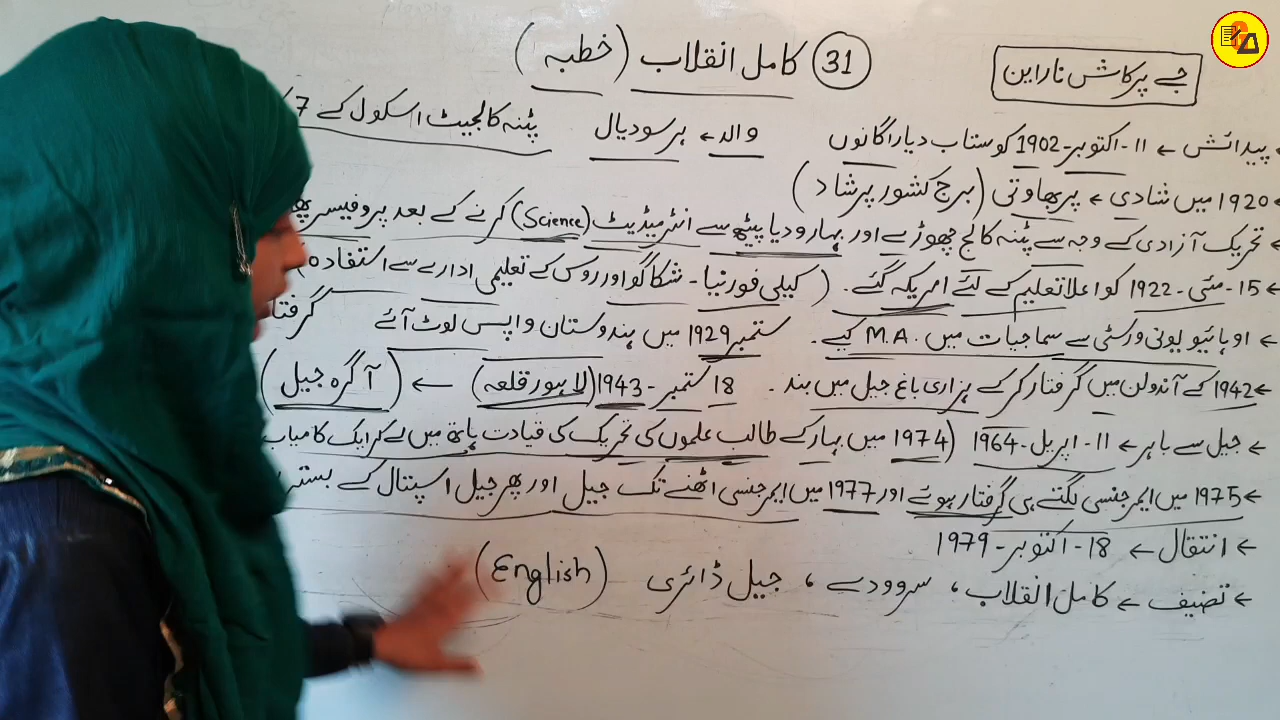 جے پرکاش نارائن
31 کامل انقلاب (خطبہ)
پیدائش ← 11-اکتوبر-1902 کو ستاب دیارا گانوں والد ← ہرسودیال پٹنہ کالجیٹ اسکول کے 7
← 1920 میں شادی ← پربھاوتی (برج کشور پرشاد)
← تحریک آزادی کے وجہ سے پٹنہ کالج چھوڑے اور بہار ودیا پیٹھ سے انٹرمیڈیٹ (Science) کرنے کے بعد پروفیسر
← 15-مئی-1922 کو اعلا تعلیم کے لئے امریکہ گئے۔ (کیلی فورنیا-شکاگو اور روس کے تعلیمی ادارے سے استفادہ)
← اوہائیو یونی ورسٹی سے سماجیات میں M.A. کیے۔ ستمبر 1929 میں ہندوستان واپس لوٹ آئے
← 1942 کے آندولن میں گرفتار کر کے ہزاری باغ جیل میں بند۔ 18 ستمبر-1943 (لاہور قلعہ) ← (آگرہ جیل)
← جیل سے باہر ← 11-اپریل-1964 (1974 میں بہار کے طالب علموں کی تحریک کی قیادت ہاتھ میں لے کر ایک کامیاب
← 1975 میں ایمرجنسی لگتے ہی گرفتار ہوئے اور 1977 میں ایمرجنسی اٹھنے تک جیل اور پھر جیل اسپتال کے بستر
← انتقال ← 18-اکتوبر-1979
← تصنیف ← کامل انقلاب، سروودے، جیل ڈائری (English)